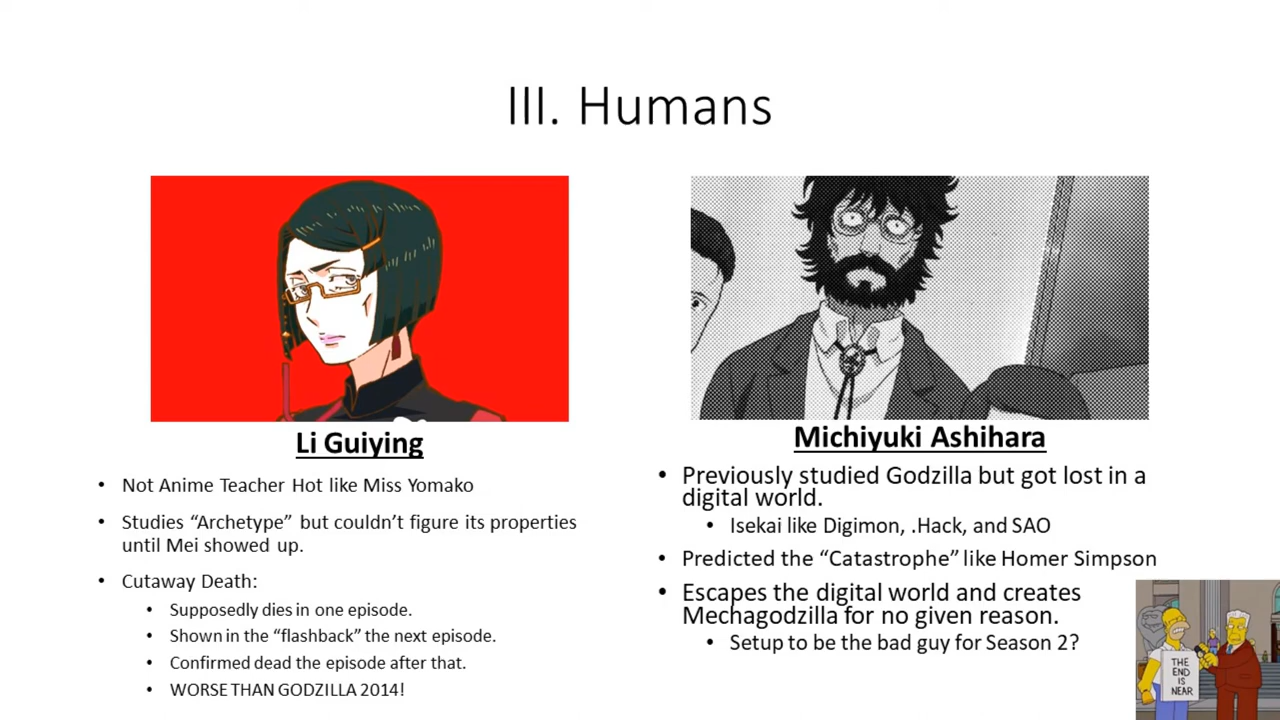 III. Humans
Li Guiying
• Not Anime Teacher Hot like Miss Yomako
• Studies “Archetype” but couldn’t figure its properties
until Mei showed up.
• Cutaway Death:
• Supposedly dies in one episode.
• Shown in the “flashback” the next episode.
• Confirmed dead the episode after that.
• WORSE THAN GODZILLA 2014!
Michiyuki Ashihara
• Previously studied Godzilla but got lost in a
digital world.
• Isekai like Digimon, .Hack, and SAO
• Predicted the “Catastrophe” like Homer Simpson
• Escapes the digital world and creates
Mechagodzilla for no given reason.
• Setup to be the bad guy for Season 2?
THE
END
IS
NEAR